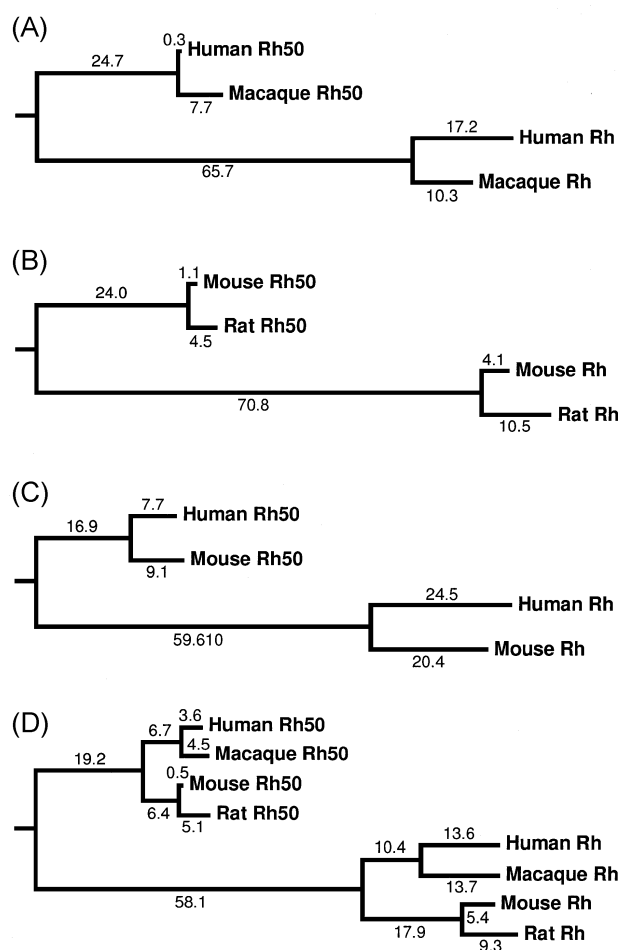 (A)
0.3
Human Rh50
24.7
Macaque Rh50
7.7
17.2
Human Rh
65.7
Macaque Rh
10.3
(B)
1.1
Mouse Rh50
24.0
Rat Rh50
4.5
4.1
Mouse Rh
70.8
Rat Rh
10.5
(C)
7.7
Human Rh50
16.9
Mouse Rh50
9.1
24.5
Human Rh
59.610
Mouse Rh
20.4
(D)
3.6
Human Rh50
6.7
4.5
Macaque Rh50
19.2
0.5
Mouse Rh50
6.4
Rat Rh50
5.1
13.6
Human Rh
10.4
Macaque Rh
13.7
58.1
Mouse Rh
5.4
17.9
Rat Rh
9.3